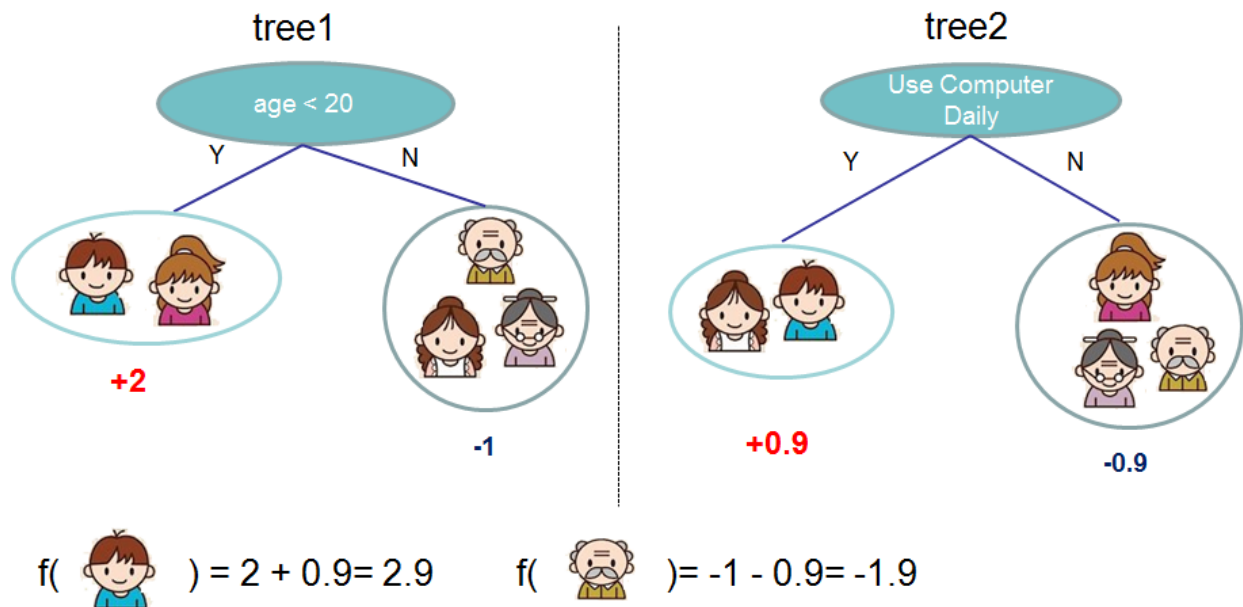 tree1
age < 20
Y
N
+2
-1
tree2
Use Computer
Daily
Y
N
+0.9
-0.9
f( ) = 2 + 0.9= 2.9
f( )= -1 - 0.9= -1.9